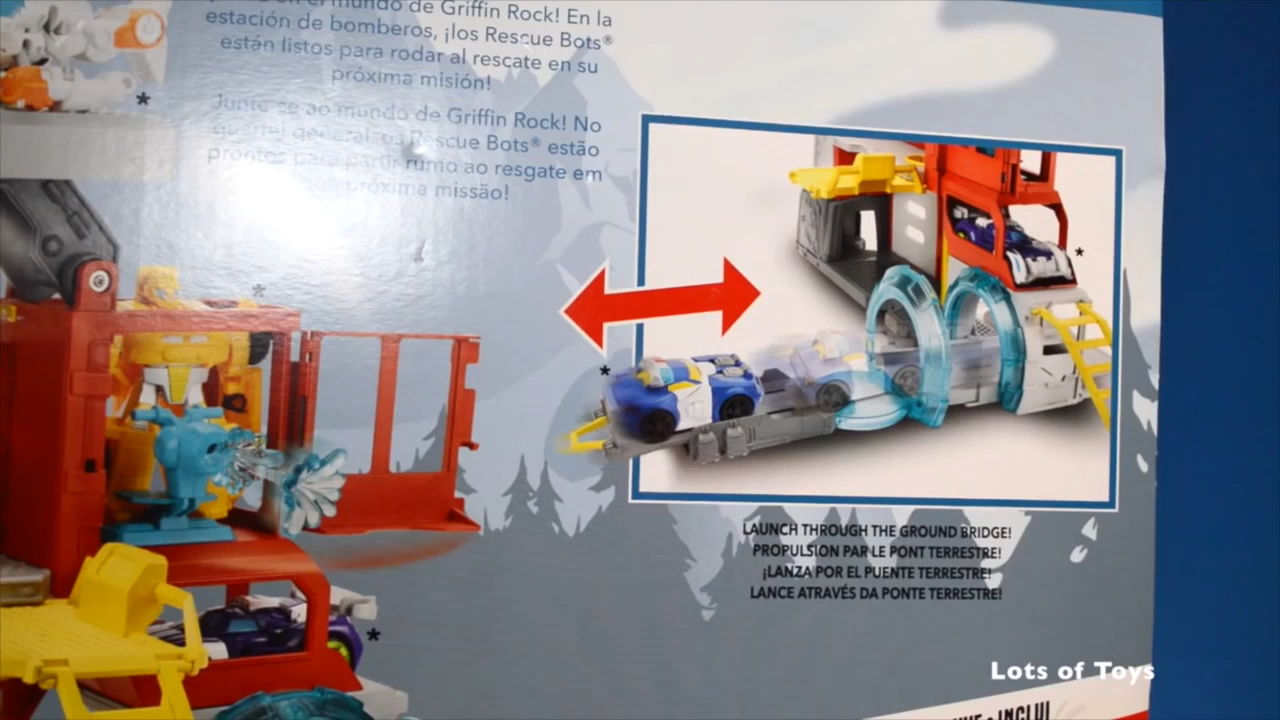 mundo de Griffin Rock! En la
estación de bomberos, ¡los Rescue Bots®
están listos para rodar al rescate en su
próxima misión!
Junte-se ao mundo de Griffin Rock! No
quartel general, os Rescue Bots® estão
prontos para partir rumo ao resgate em
sua próxima missão!
*
*
*
*
*
LAUNCH THROUGH THE GROUND BRIDGE!
PROPULSION PAR LE PONT TERRESTRE!
¡LANZA POR EL PUENTE TERRESTRE!
LANCE ATRAVÉS DA PONTE TERRESTRE!
Lots of Toys
INCLUI